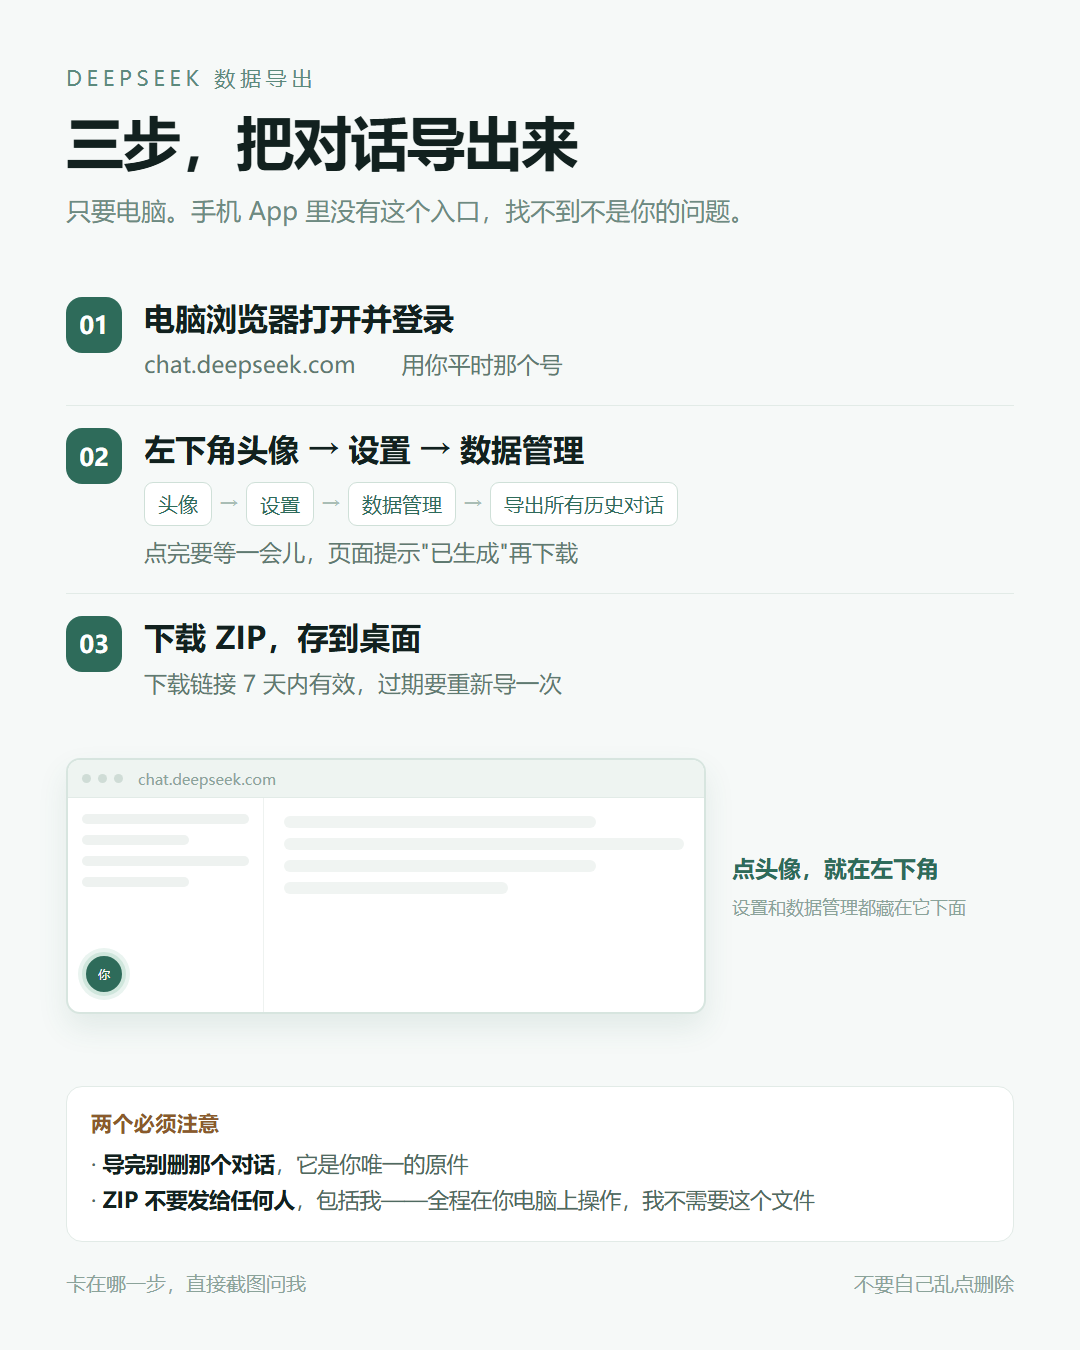 DEEPSEEK 数据导出
三步，把对话导出来
只要电脑。手机 App 里没有这个入口，找不到不是你的问题。
01
电脑浏览器打开并登录
chat.deepseek.com 用你平时那个号
02
左下角头像 → 设置 → 数据管理
头像 → 设置 → 数据管理 → 导出所有历史对话
点完要等一会儿，页面提示"已生成"再下载
03
下载 ZIP，存到桌面
下载链接 7 天内有效，过期要重新导一次
chat.deepseek.com
你
点头像，就在左下角
设置和数据管理都藏在它下面
两个必须注意
· 导完别删那个对话，它是你唯一的原件
· ZIP 不要发给任何人，包括我——全程在你电脑上操作，我不需要这个文件
卡在哪一步，直接截图问我
不要自己乱点删除